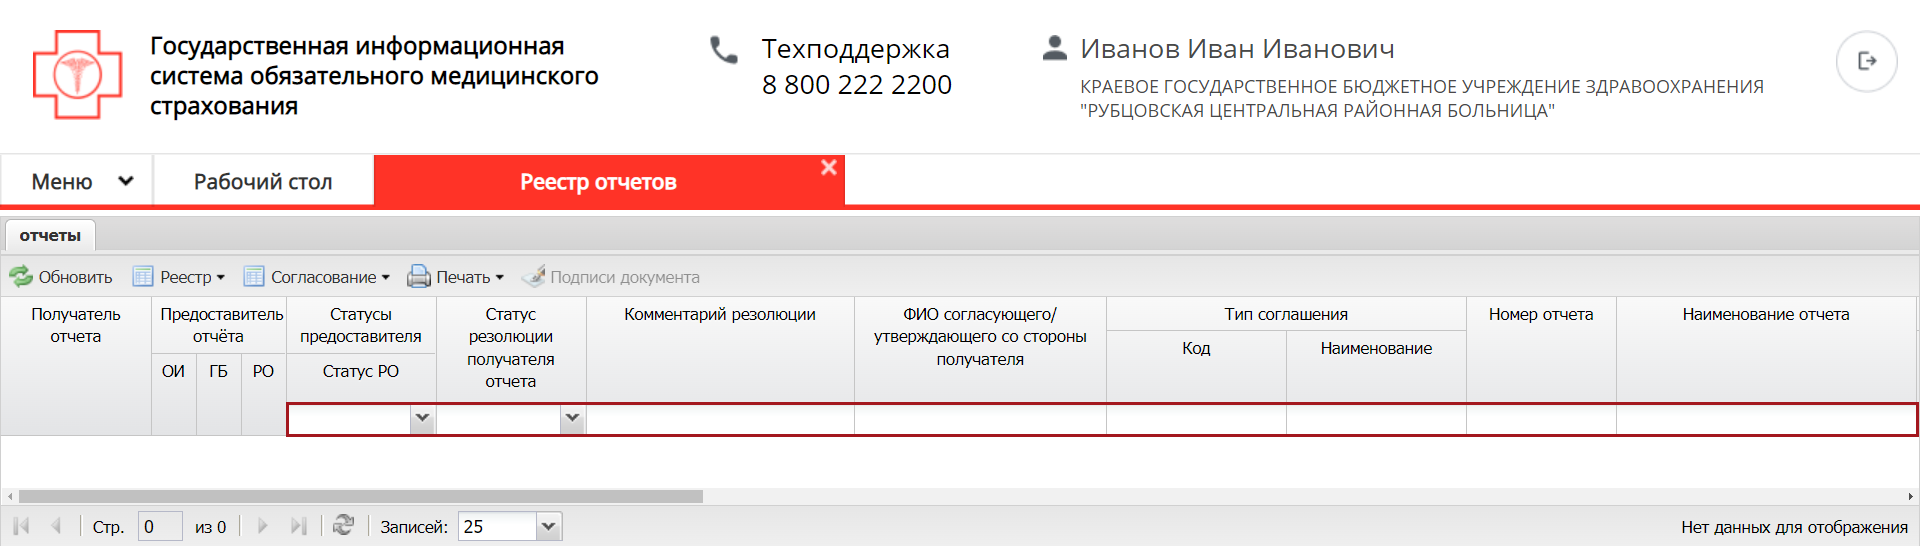 Государственная информационная
система обязательного медицинского
страхования
Техподдержка
8 800 222 2200
Иванов Иван Иванович
КРАЕВОЕ ГОСУДАРСТВЕННОЕ БЮДЖЕТНОЕ УЧРЕЖДЕНИЕ ЗДРАВООХРАНЕНИЯ
"РУБЦОВСКАЯ ЦЕНТРАЛЬНАЯ РАЙОННАЯ БОЛЬНИЦА"
Меню
Рабочий стол
Реестр отчетов
отчеты
Обновить
Реестр
Согласование
Печать
Подписи документа
Получатель
отчета
Предоставитель
отчёта
ОИ
ГБ
РО
Статусы
предоставителя
Статус РО
Статус
резолюции
получателя
отчета
Комментарий резолюции
ФИО согласующего/
утверждающего со стороны
получателя
Тип соглашения
Код
Наименование
Номер отчета
Наименование отчета
Стр.
0
из 0
Записей:
25
Нет данных для отображения